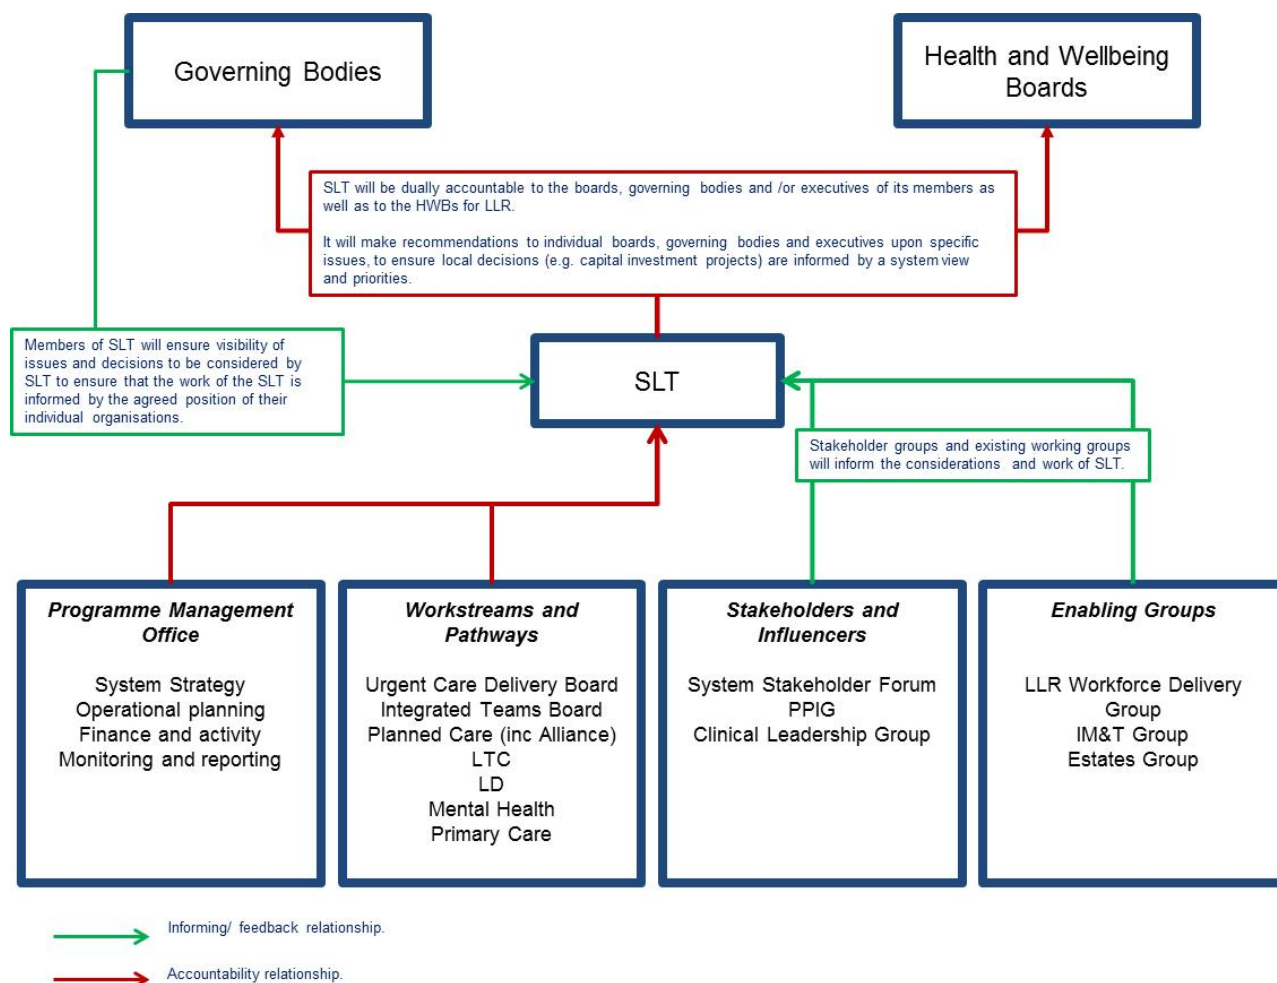 Governing Bodies
Health and Wellbeing
Boards
SLT will be dually accountable to the boards, governing bodies and /or executives of its members as
well as to the HWBs for LLR.
It will make recommendations to individual boards, governing bodies and executives upon specific
issues, to ensure local decisions (e.g. capital investment projects) are informed by a system view
and priorities.
Members of SLT will ensure visibility of
issues and decisions to be considered by
SLT to ensure that the work of the SLT is
informed by the agreed position of their
individual organisations.
SLT
Stakeholder groups and existing working groups
will inform the considerations and work of SLT.
Programme Management
Office
System Strategy
Operational planning
Finance and activity
Monitoring and reporting
Workstreams and
Pathways
Urgent Care Delivery Board
Integrated Teams Board
Planned Care (inc Alliance)
LTC
LD
Mental Health
Primary Care
Stakeholders and
Influencers
System Stakeholder Forum
PPIG
Clinical Leadership Group
Enabling Groups
LLR Workforce Delivery
Group
IM&T Group
Estates Group
Informing/ feedback relationship.
Accountability relationship.